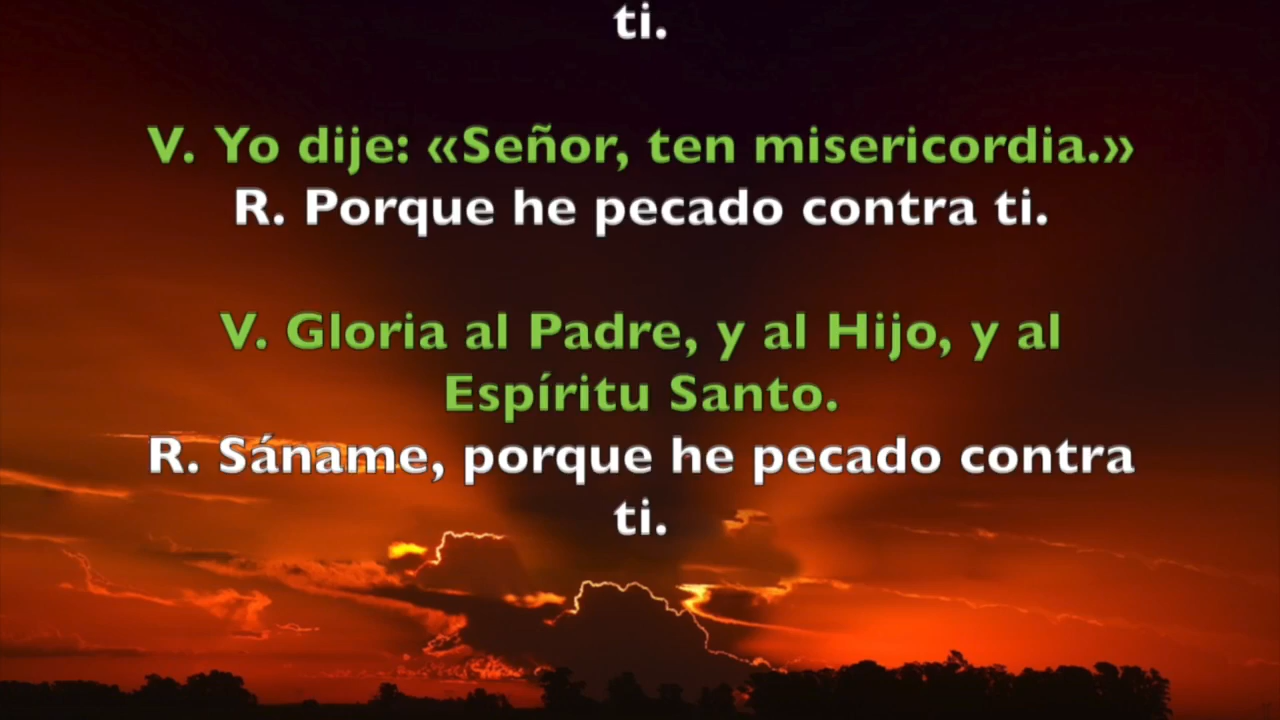 ti.
V. Yo dije: «Señor, ten misericordia.»
R. Porque he pecado contra ti.
V. Gloria al Padre, y al Hijo, y al
Espíritu Santo.
R. Sáname, porque he pecado contra
ti.